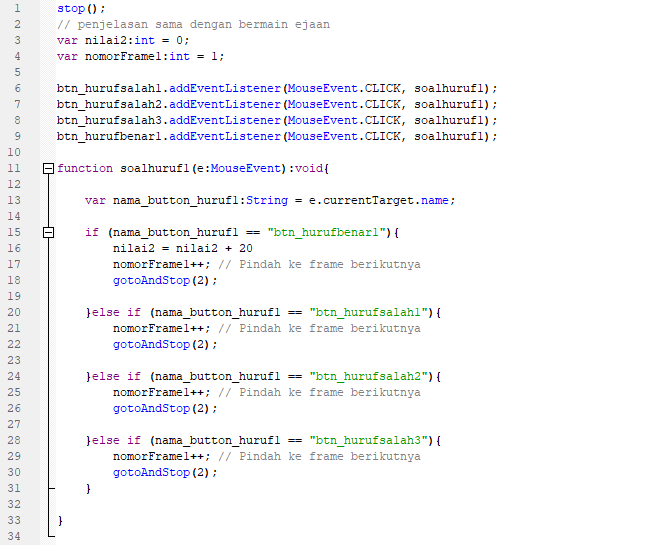 1 stop();
2 // penjelasan sama dengan bermain ejaan
3 var nilai2:int = 0;
4 var nomorFrame1:int = 1;
5
6 btn_hurufsalah1.addEventListener(MouseEvent.CLICK, soalhuruf1);
7 btn_hurufsalah2.addEventListener(MouseEvent.CLICK, soalhuruf1);
8 btn_hurufsalah3.addEventListener(MouseEvent.CLICK, soalhuruf1);
9 btn_hurufbenar1.addEventListener(MouseEvent.CLICK, soalhuruf1);
10
11 function soalhuruf1(e:MouseEvent):void{
12
13 var nama_button_huruf1:String = e.currentTarget.name;
14
15 if (nama_button_huruf1 == "btn_hurufbenar1"){
16 nilai2 = nilai2 + 20
17 nomorFrame1++; // Pindah ke frame berikutnya
18 gotoAndStop(2);
19
20 }else if (nama_button_huruf1 == "btn_hurufsalah1"){
21 nomorFrame1++; // Pindah ke frame berikutnya
22 gotoAndStop(2);
23
24 }else if (nama_button_huruf1 == "btn_hurufsalah2"){
25 nomorFrame1++; // Pindah ke frame berikutnya
26 gotoAndStop(2);
27
28 }else if (nama_button_huruf1 == "btn_hurufsalah3"){
29 nomorFrame1++; // Pindah ke frame berikutnya
30 gotoAndStop(2);
31 }
32
33 }
34